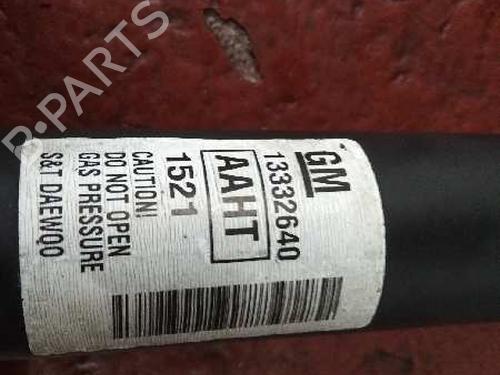 GM
13332640
AAHT
1521
CAUTION:
DO NOT OPEN
GAS PRESSURE
S&T DAEWOO
B-PARTS